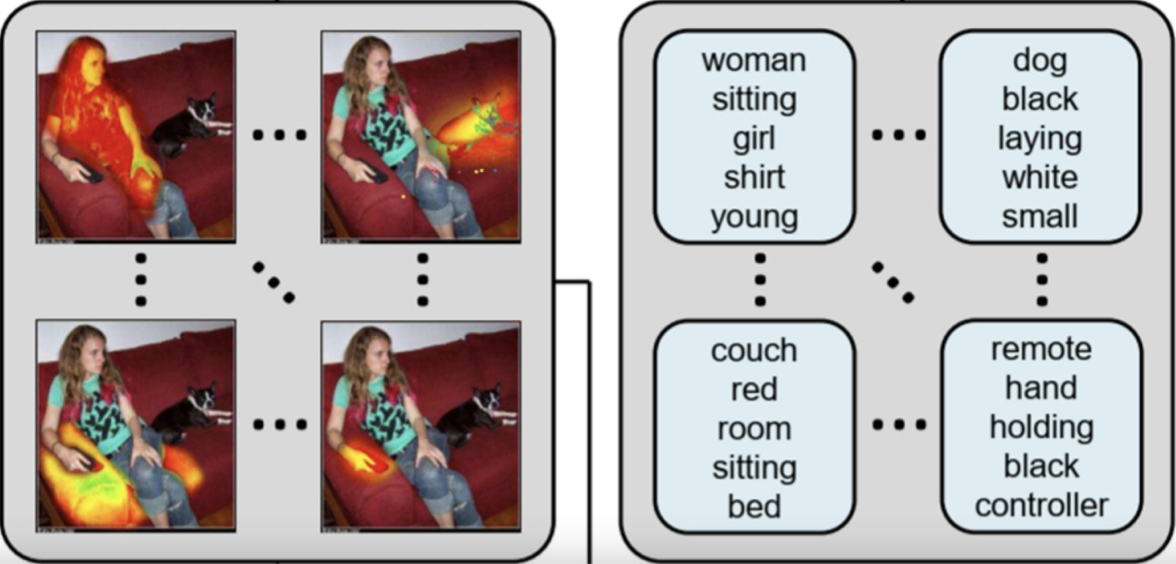 woman
sitting
girl
shirt
young
dog
black
laying
white
small
couch
red
room
sitting
bed
remote
hand
holding
black
controller